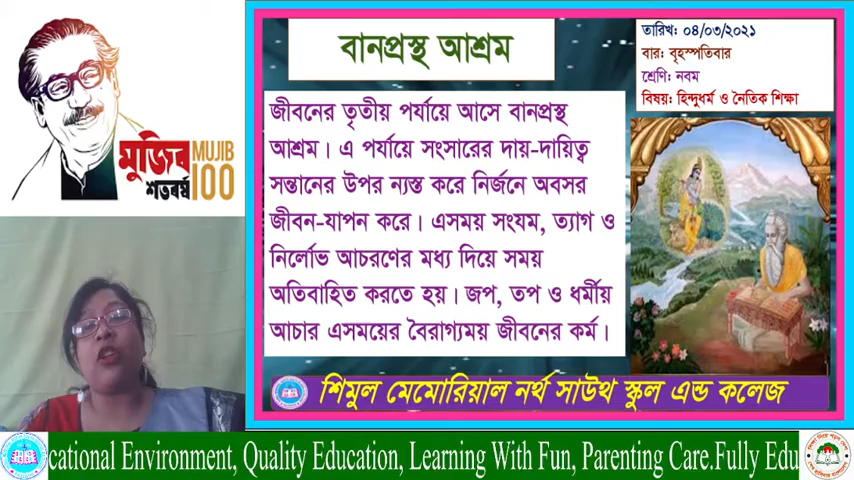 মুজিব
শতবর্ষ
MUJIB
100
বানপ্রস্থ আশ্রম
তারিখ: ০৪/০৩/২০২১
বার: বৃহস্পতিবার
শ্রেণি: নবম
বিষয়: হিন্দুধর্ম ও নৈতিক শিক্ষা
জীবনের তৃতীয় পর্যায়ে আসে বানপ্রস্থ
আশ্রম। এ পর্যায়ে সংসারের দায়-দায়িত্ব
সন্তানের উপর ন্যস্ত করে নির্জনে অবসর
জীবন-যাপন করে। এসময় সংযম, ত্যাগ ও
নির্লোভ আচরণের মধ্য দিয়ে সময়
অতিবাহিত করতে হয়। জপ, তপ ও ধর্মীয়
আচার এসময়ের বৈরাগ্যময় জীবনের কর্ম।
শিমুল মেমোরিয়াল নর্থ সাউথ স্কুল এন্ড কলেজ
cational Environment, Quality Education, Learning With Fun, Parenting Care.Fully Edu